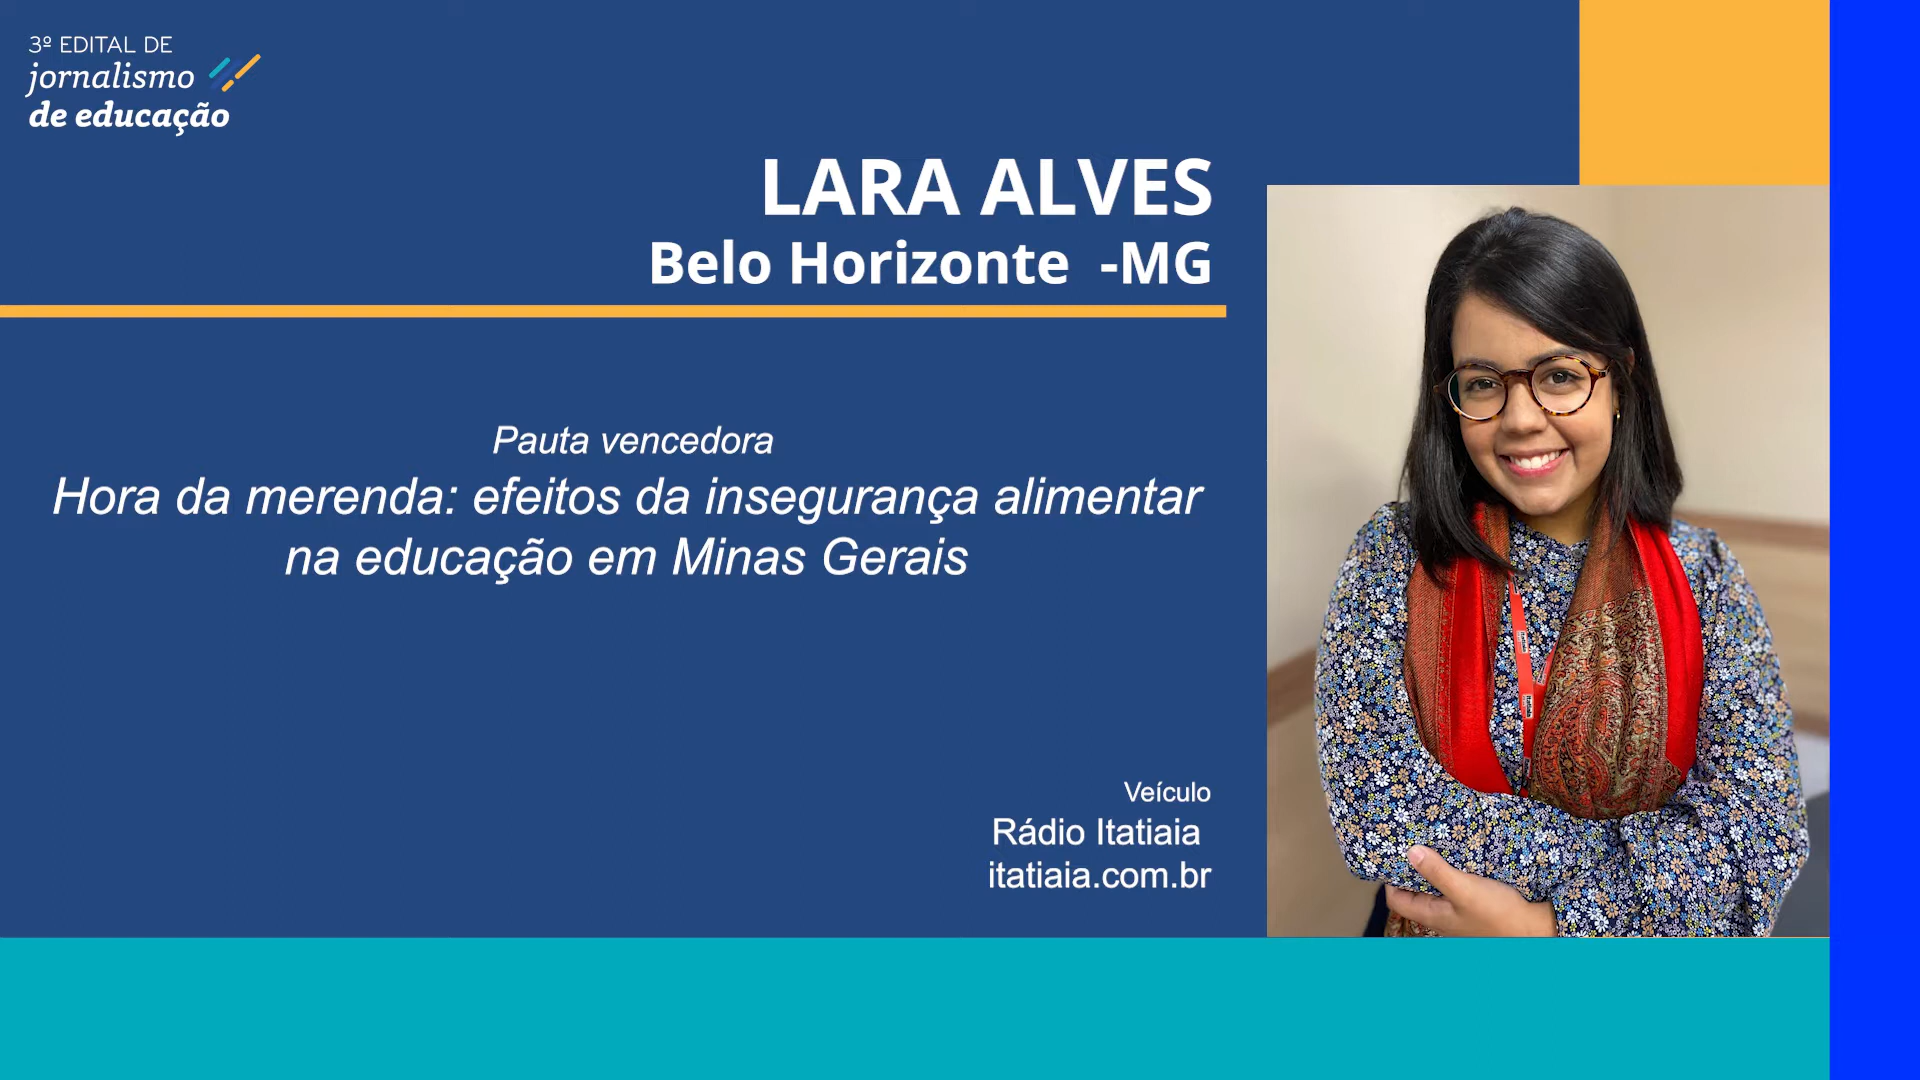 3º EDITAL DE
jornalismo
de educação
LARA ALVES
Belo Horizonte -MG
Pauta vencedora
Hora da merenda: efeitos da insegurança alimentar
na educação em Minas Gerais
Veículo
Rádio Itatiaia
itatiaia.com.br